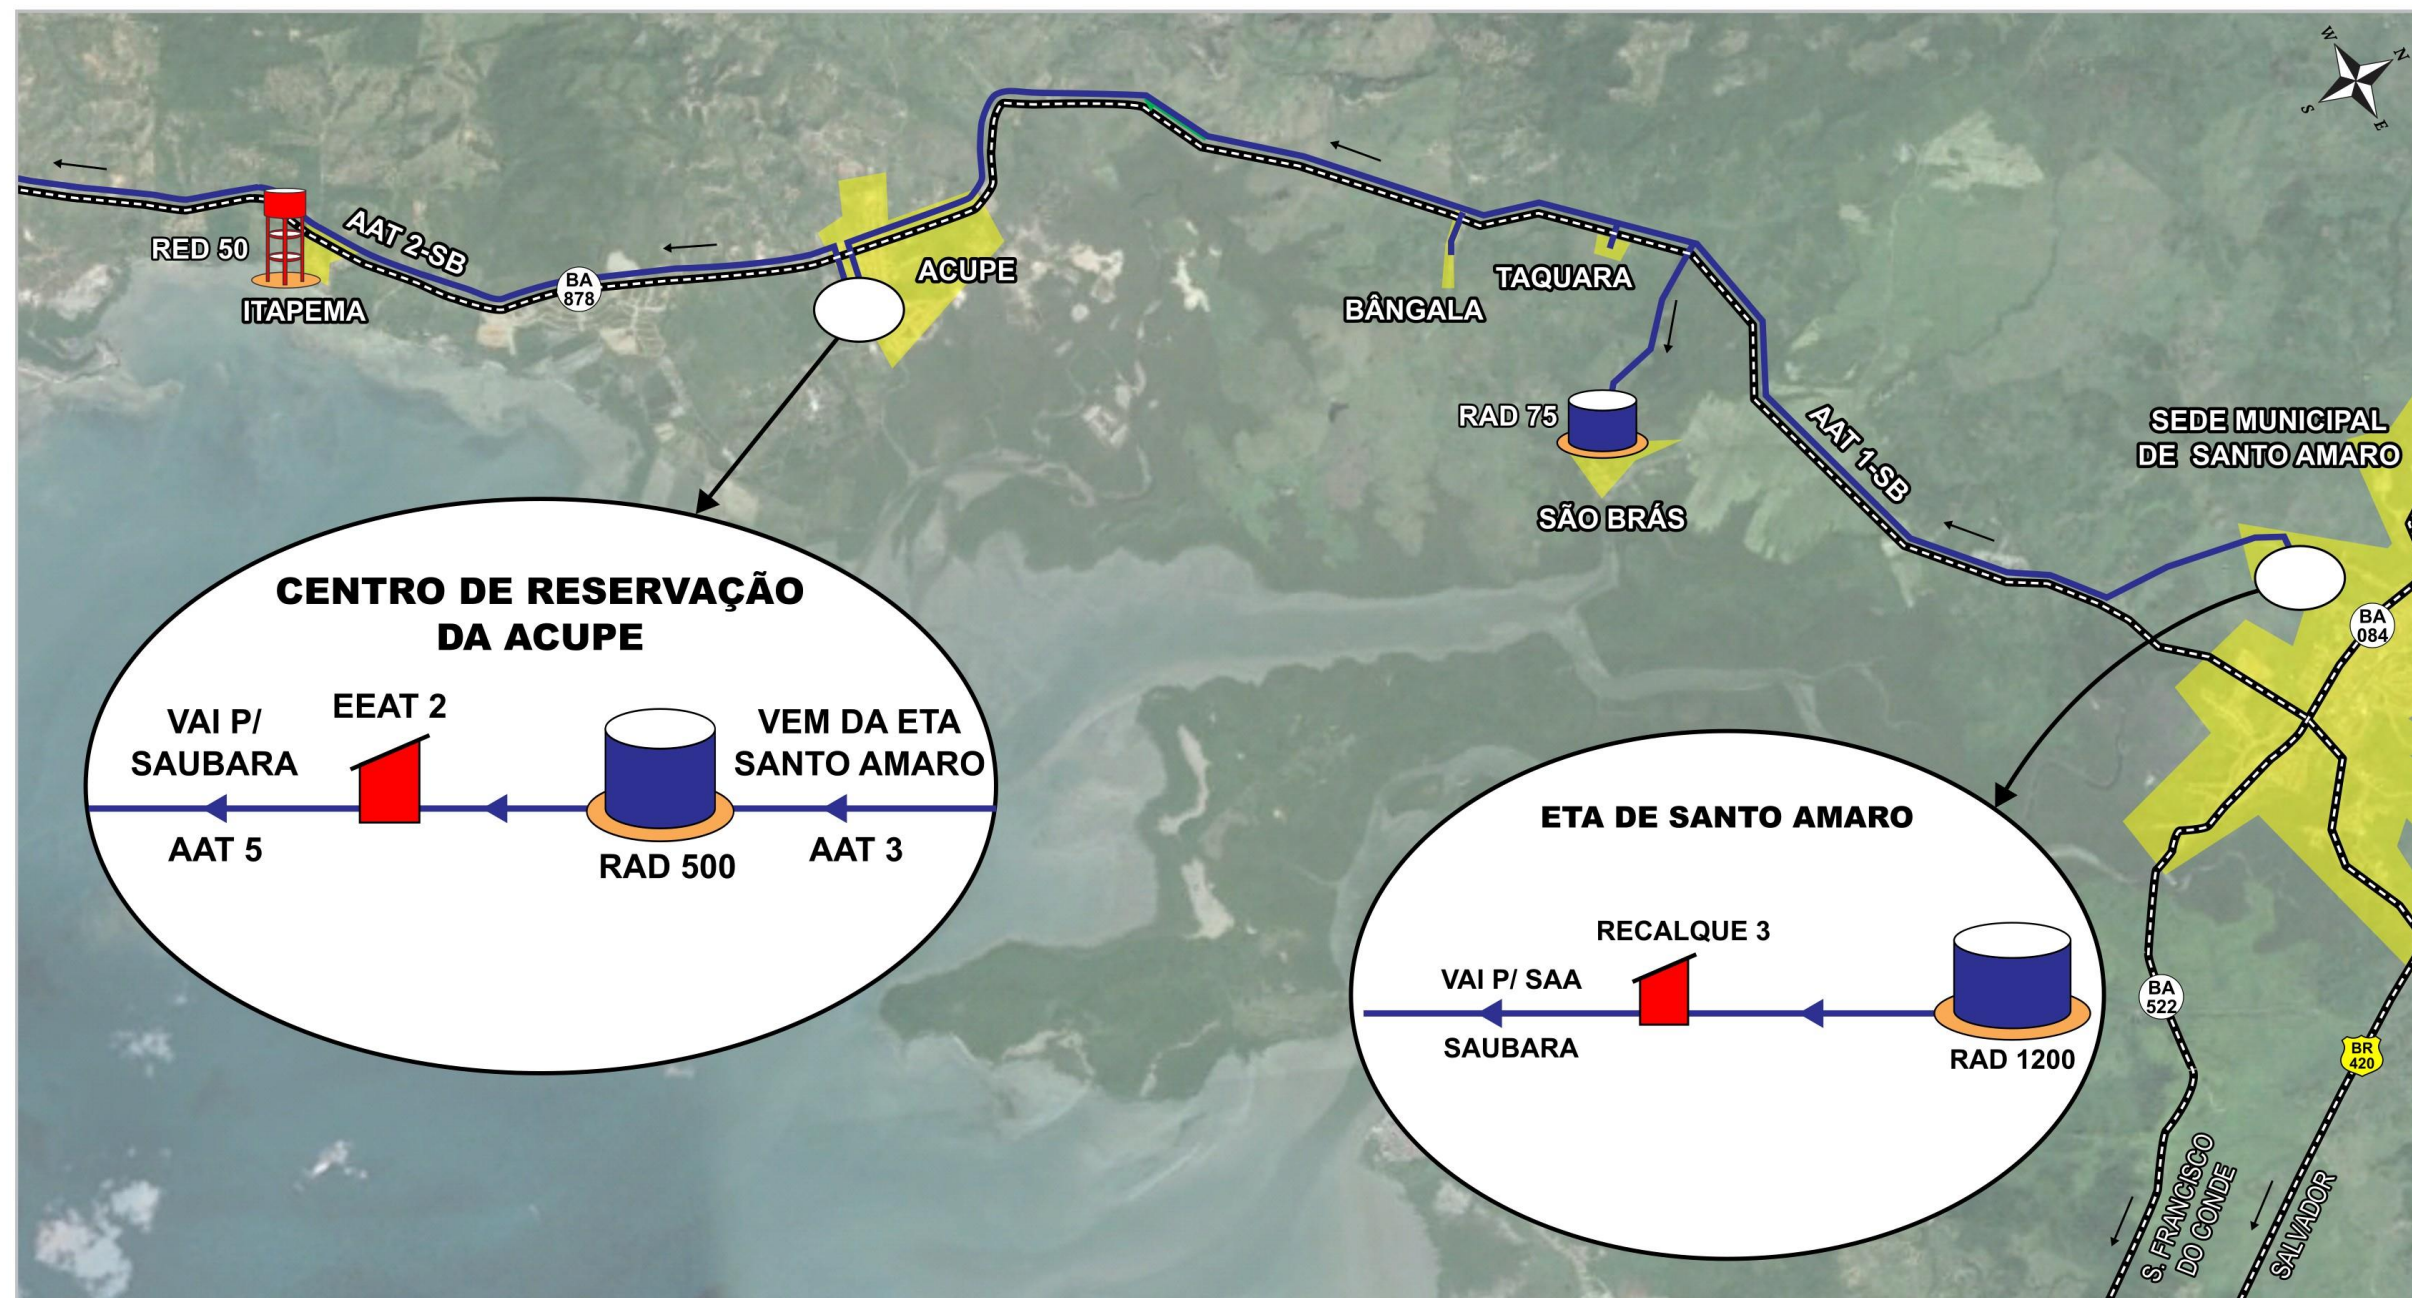 W
N
S
E
RED 50
ITAPEMA
AAT 2-SB
BA
878
ACUPE
BÂNGALA
TAQUARA
RAD 75
SÃO BRÁS
AAT 1-SB
SEDE MUNICIPAL
DE SANTO AMARO
BA
084
CENTRO DE RESERVAÇÃO
DA ACUPE
VAI P/
SAUBARA
EEAT 2
VEM DA ETA
SANTO AMARO
AAT 5
RAD 500
AAT 3
ETA DE SANTO AMARO
RECALQUE 3
VAI P/ SAA
SAUBARA
RAD 1200
BA
522
BR
420
S. FRANCISCO
DO CONDE
SALVADOR